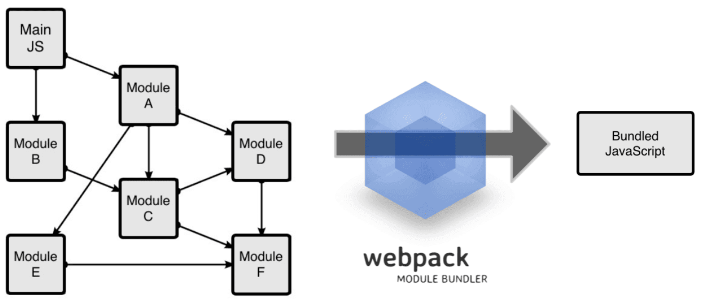 Main
JS
Module
A
Module
B
Module
D
Module
C
Module
E
Module
F
webpack
MODULE BUNDLER
Bundled
JavaScript